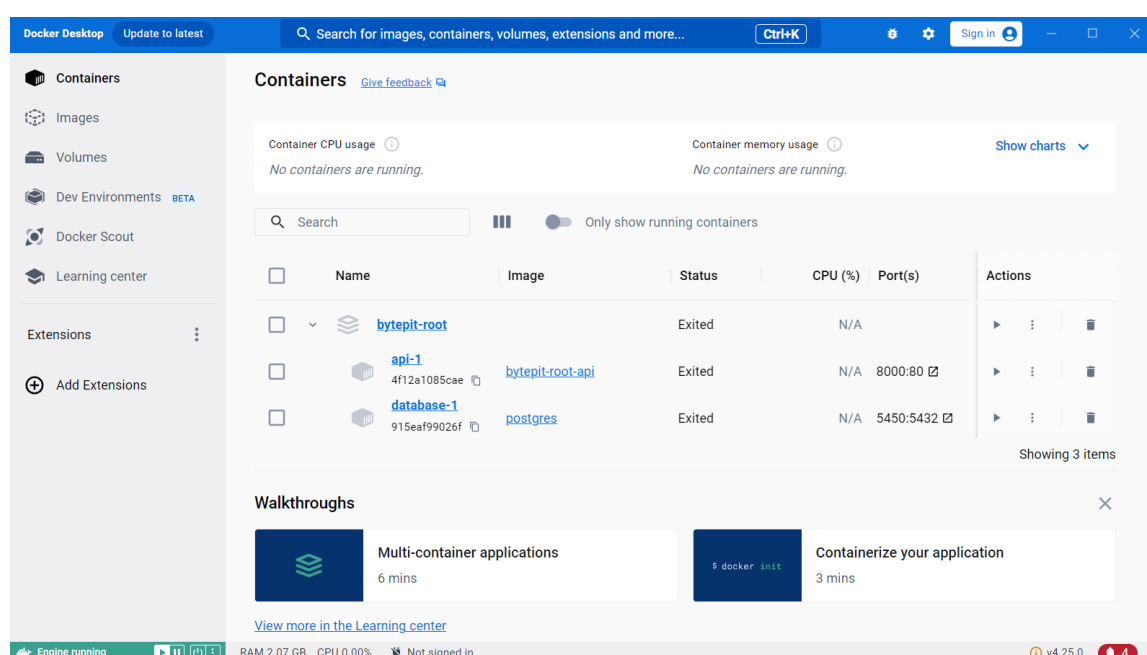 Docker Desktop Update to latest Search for images, containers, volumes, extensions and more... Ctrl+K Sign in
Containers
Images
Volumes
Dev Environments BETA
Docker Scout
Learning center
Extensions
Add Extensions
Containers Give feedback
Container CPU usage
No containers are running.
Container memory usage
No containers are running.
Show charts
Search Only show running containers
Name Image Status CPU (%) Port(s) Actions
bytepit-root Exited N/A
api-1
4f12a1085cae bytepit-root-api Exited N/A 8000:80
database-1
915eaf99026f postgres Exited N/A 5450:5432
Showing 3 items
Walkthroughs
Multi-container applications
6 mins
$ docker init
Containerize your application
3 mins
View more in the Learning center
Engine running RAM 2.07 GB CPU 0.00% Not signed in v4.25.0 4